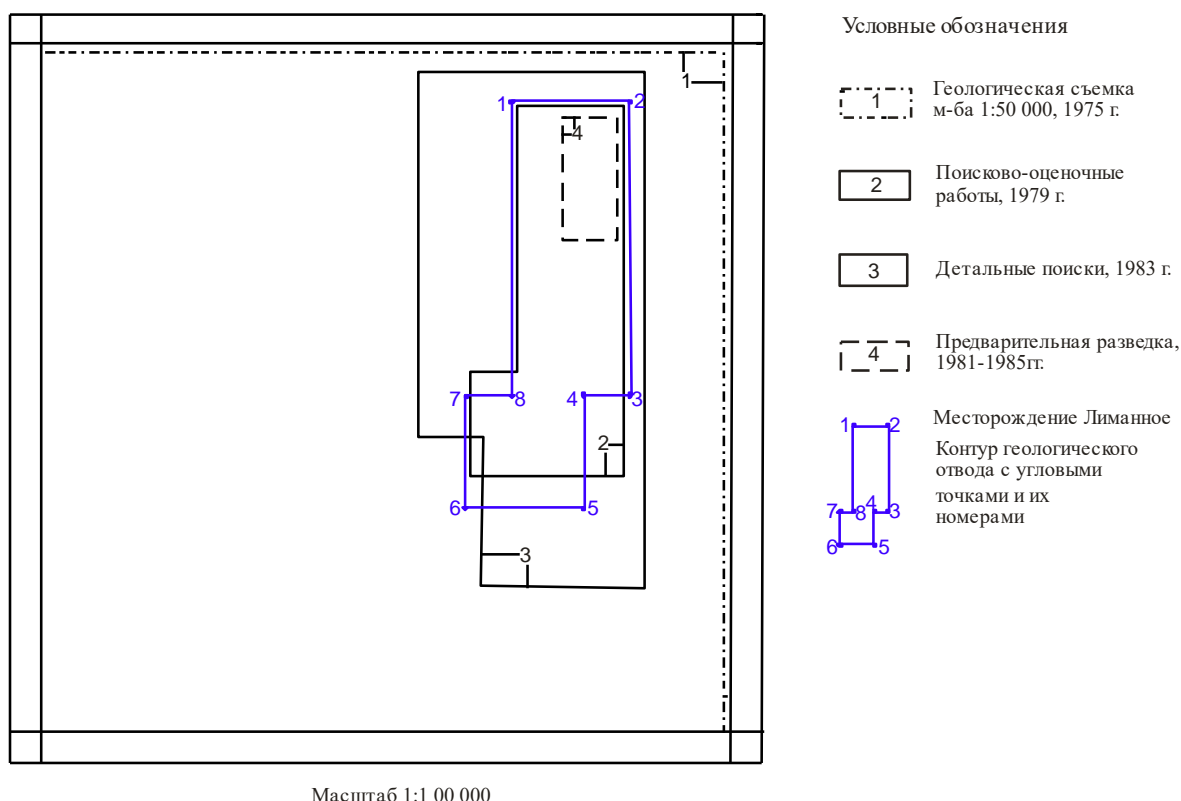 1
1
2
4
7
8
4
3
2
6
5
3
Масштаб 1:1 00 000
Условные обозначения
1
Геологическая съемка
м-ба 1:50 000, 1975 г.
2
Поисково-оценочные
работы, 1979 г.
3
Детальные поиски, 1983 г.
4
Предварительная разведка,
1981-1985гг.
Месторождение Лиманное
1
2
Контур геологического
отвода с угловыми
точками и их
номерами
7
8
4
3
6
5